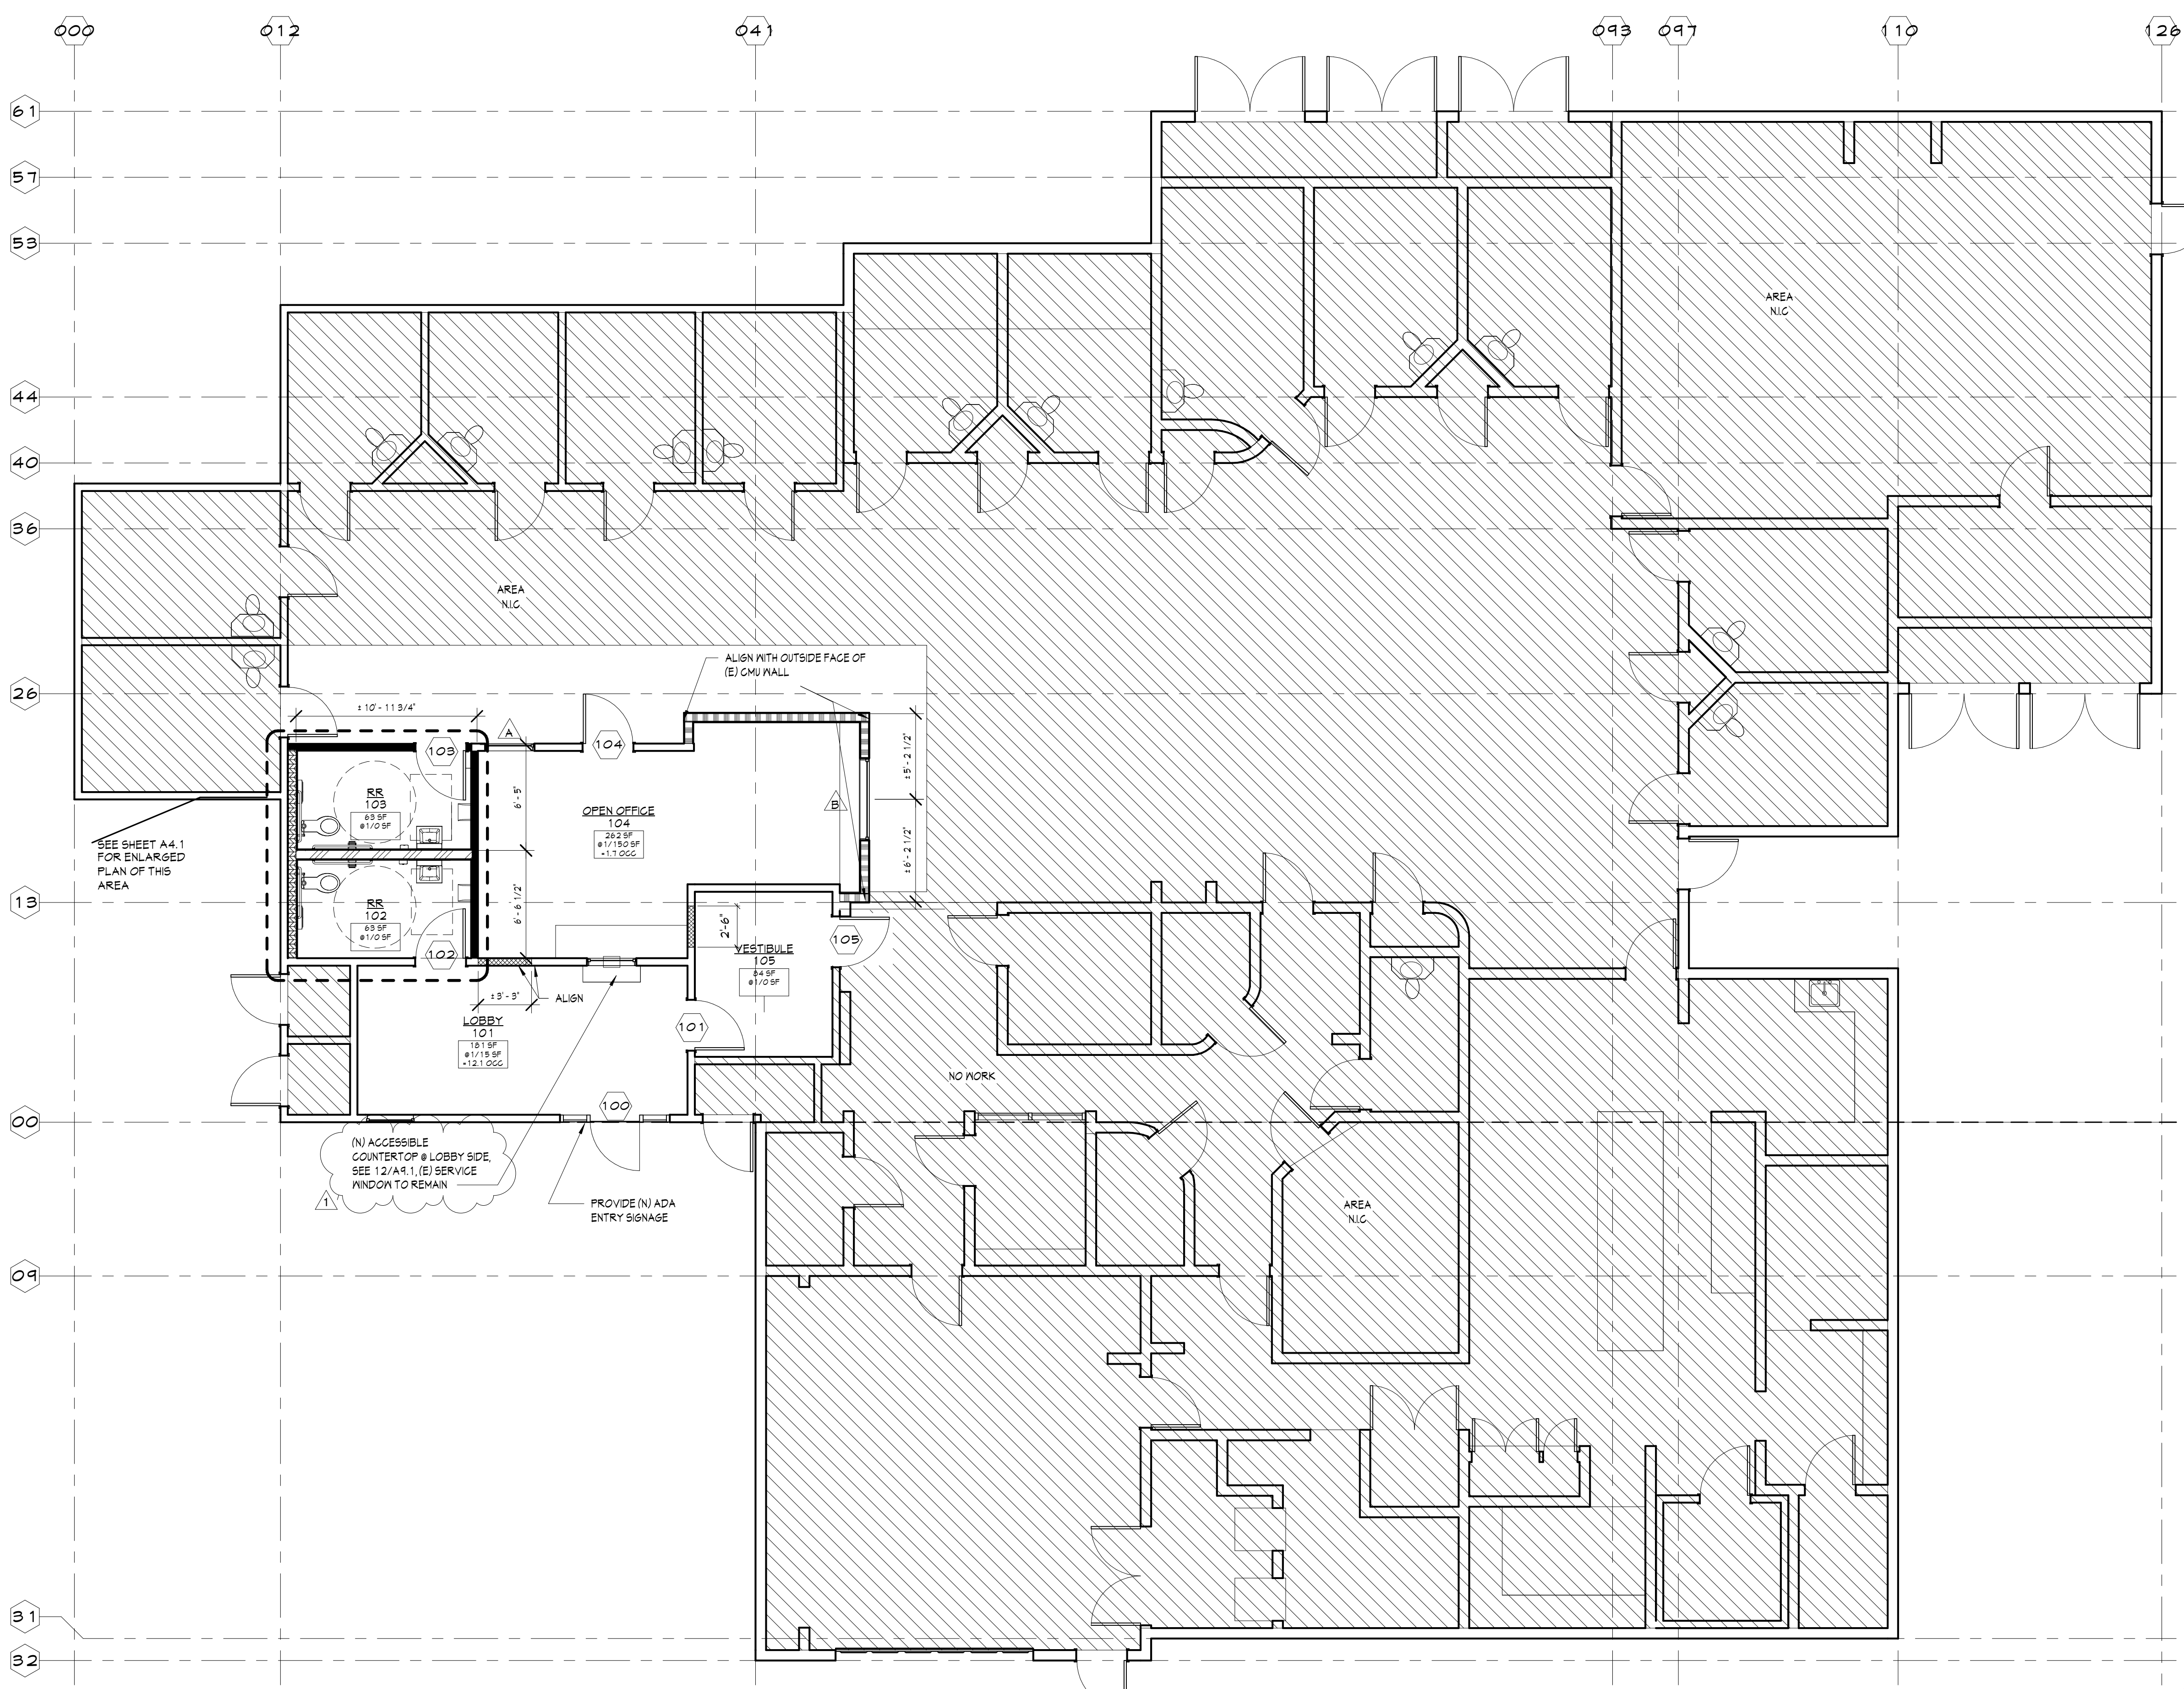 000
012
041
093
097
110
126
61
57
53
44
40
36
26
13
00
09
31
32
AREA
N.I.C
AREA
N.I.C
ALIGN WITH OUTSIDE FACE OF
(E) CMU WALL
± 10' - 11 3/4"
A
103
104
RR
103
63 SF
@1/0 SF
6' - 5"
OPEN OFFICE
104
262 SF
@1/150 SF
=1.7 OCC
B
±5' - 2 1/2"
±6' - 2 1/2"
SEE SHEET A4.1
FOR ENLARGED
PLAN OF THIS
AREA
RR
102
63 SF
@1/0 SF
6' - 6 1/2"
102
2'-6"
VESTIBULE
105
84 SF
@1/0 SF
105
± 3' - 3"
ALIGN
LOBBY
101
181 SF
@1/15 SF
=12.1 OCC
101
100
NO WORK
(N) ACCESSIBLE
COUNTERTOP @ LOBBY SIDE,
SEE 12/A9.1, (E) SERVICE
WINDOW TO REMAIN
1
PROVIDE (N) ADA
ENTRY SIGNAGE
AREA
N.I.C